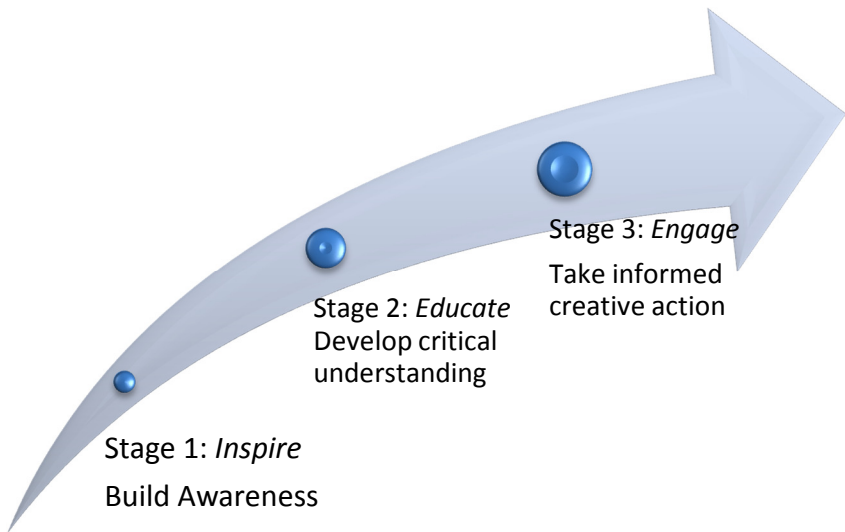 Stage 1: Inspire
Build Awareness
Stage 2: Educate
Develop critical
understanding
Stage 3: Engage
Take informed
creative action